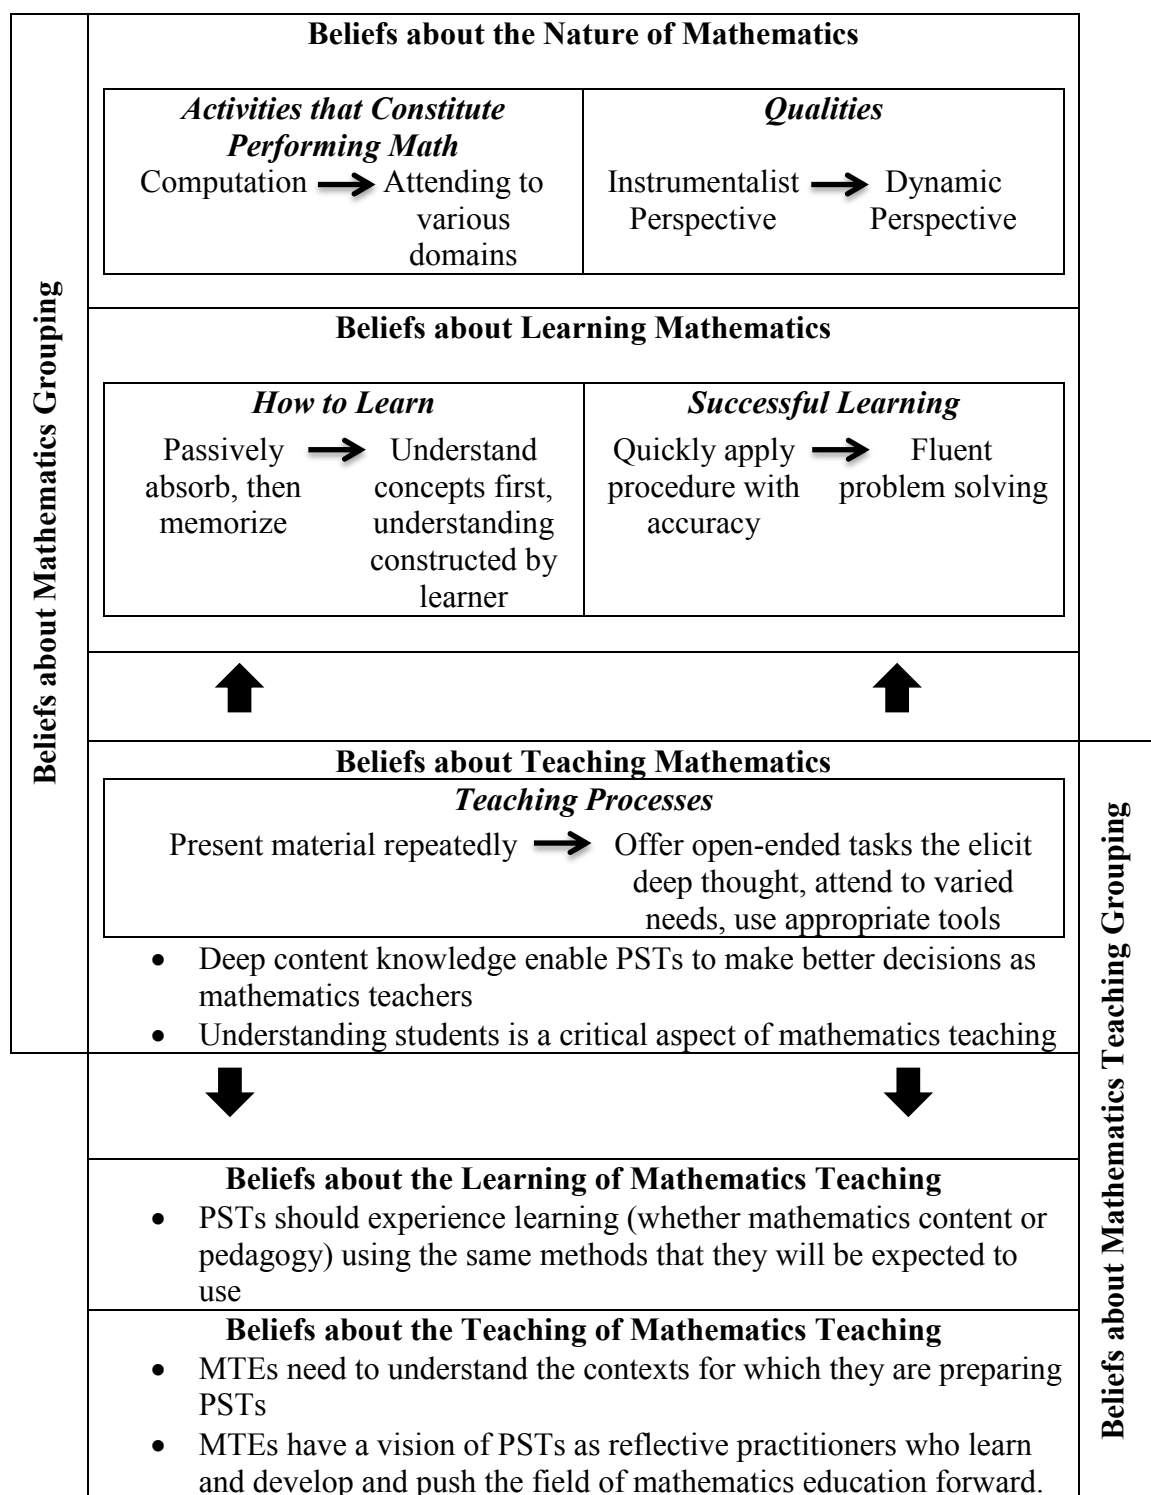 Beliefs about Mathematics Grouping
Beliefs about the Nature of Mathematics
Activities that Constitute
Performing Math
Computation
Attending to
various
domains
Qualities
Instrumentalist
Perspective
Dynamic
Perspective
Beliefs about Learning Mathematics
How to Learn
Passively
absorb, then
memorize
Understand
concepts first,
understanding
constructed by
learner
Successful Learning
Quickly apply
procedure with
accuracy
Fluent
problem solving
Beliefs about Teaching Mathematics
Teaching Processes
Present material repeatedly
Offer open-ended tasks the elicit
deep thought, attend to varied
needs, use appropriate tools
• Deep content knowledge enable PSTs to make better decisions as
mathematics teachers
• Understanding students is a critical aspect of mathematics teaching
Beliefs about the Learning of Mathematics Teaching
• PSTs should experience learning (whether mathematics content or
pedagogy) using the same methods that they will be expected to
use
Beliefs about the Teaching of Mathematics Teaching
• MTEs need to understand the contexts for which they are preparing
PSTs
• MTEs have a vision of PSTs as reflective practitioners who learn
and develop and push the field of mathematics education forward.
Beliefs about Mathematics Teaching Grouping